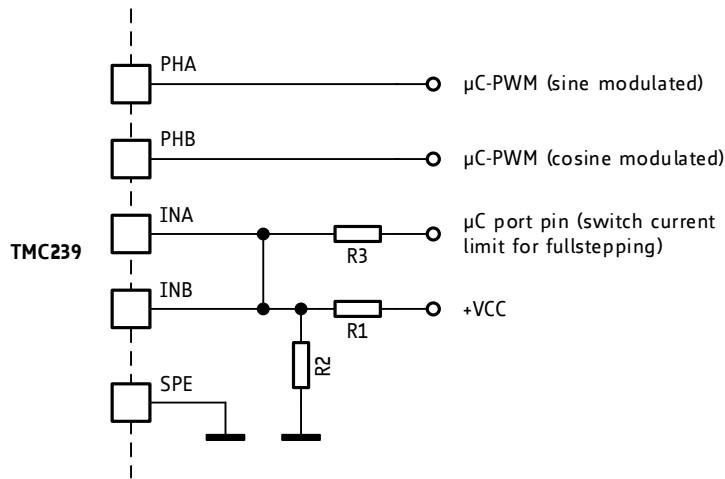 PHA
µC-PWM (sine modulated)
PHB
µC-PWM (cosine modulated)
INA
µC port pin (switch current
limit for fullstepping)
R3
TMC239
INB
+VCC
R1
R2
SPE